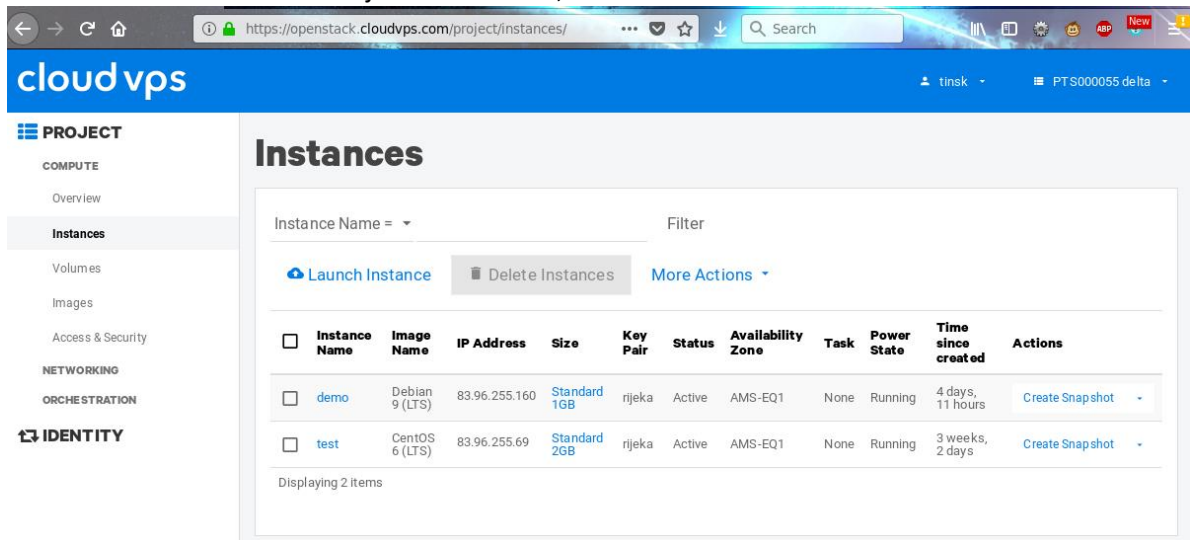 https://openstack.cloudvps.com/project/instances/
Search
ABP
New
cloud vps
tinsk
PTS000055 delta
PROJECT
COMPUTE
Overview
Instances
Volumes
Images
Access & Security
NETWORKING
ORCHESTRATION
IDENTITY
Instances
Instance Name =
Filter
Launch Instance
Delete Instances
More Actions
Instance Name Image Name IP Address Size Key Pair Status Availability Zone Task Power State Time since created Actions
demo Debian 9 (LTS) 83.96.255.160 Standard 1GB rijeka Active AMS-EQ1 None Running 4 days, 11 hours Create Snapshot
test CentOS 6 (LTS) 83.96.255.69 Standard 2GB rijeka Active AMS-EQ1 None Running 3 weeks, 2 days Create Snapshot
Displaying 2 items